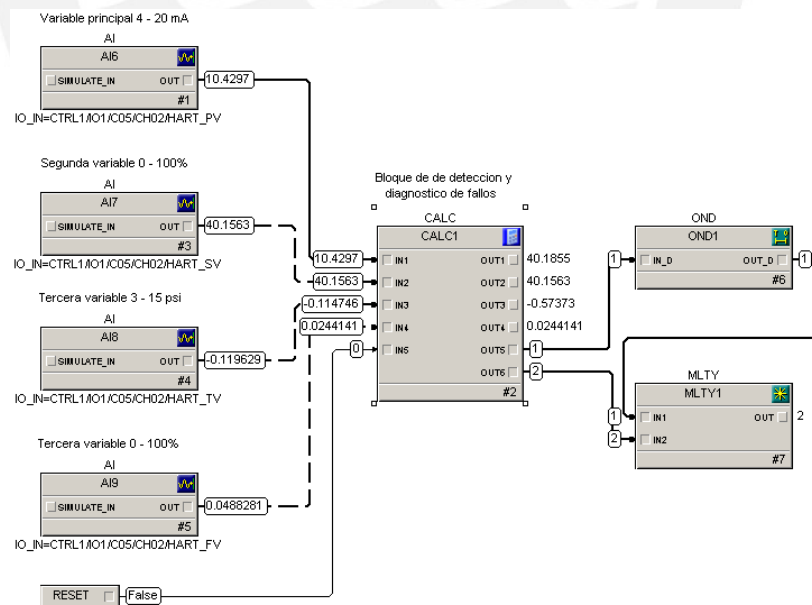 Variable principal 4 - 20 mA
AI
AI6
SIMULATE_IN OUT 10.4297
#1
IO_IN=CTRL1/IO1/C05/CH02/HART_PV
Segunda variable 0 - 100%
AI
AI7
SIMULATE_IN OUT 40.1563
#3
IO_IN=CTRL1/IO1/C05/CH02/HART_SV
Tercera variable 3 - 15 psi
AI
AI8
SIMULATE_IN OUT -0.119629
#4
IO_IN=CTRL1/IO1/C05/CH02/HART_TV
Tercera variable 0 - 100%
AI
AI9
SIMULATE_IN OUT 0.0488281
#5
IO_IN=CTRL1/IO1/C05/CH02/HART_FV
RESET False
Bloque de de deteccion y
diagnostico de fallos
CALC
CALC1
10.4297 IN1 OUT1 40.1855
40.1563 IN2 OUT2 40.1563
-0.114746 IN3 OUT3 -0.57373
0.0244141 IN4 OUT4 0.0244141
0 IN5 OUT5 1
OUT6 2
#2
OND
OND1
1 IN_D OUT_D 1
#6
MLTY
MLTY1
1 IN1 OUT 2
2 IN2
#7